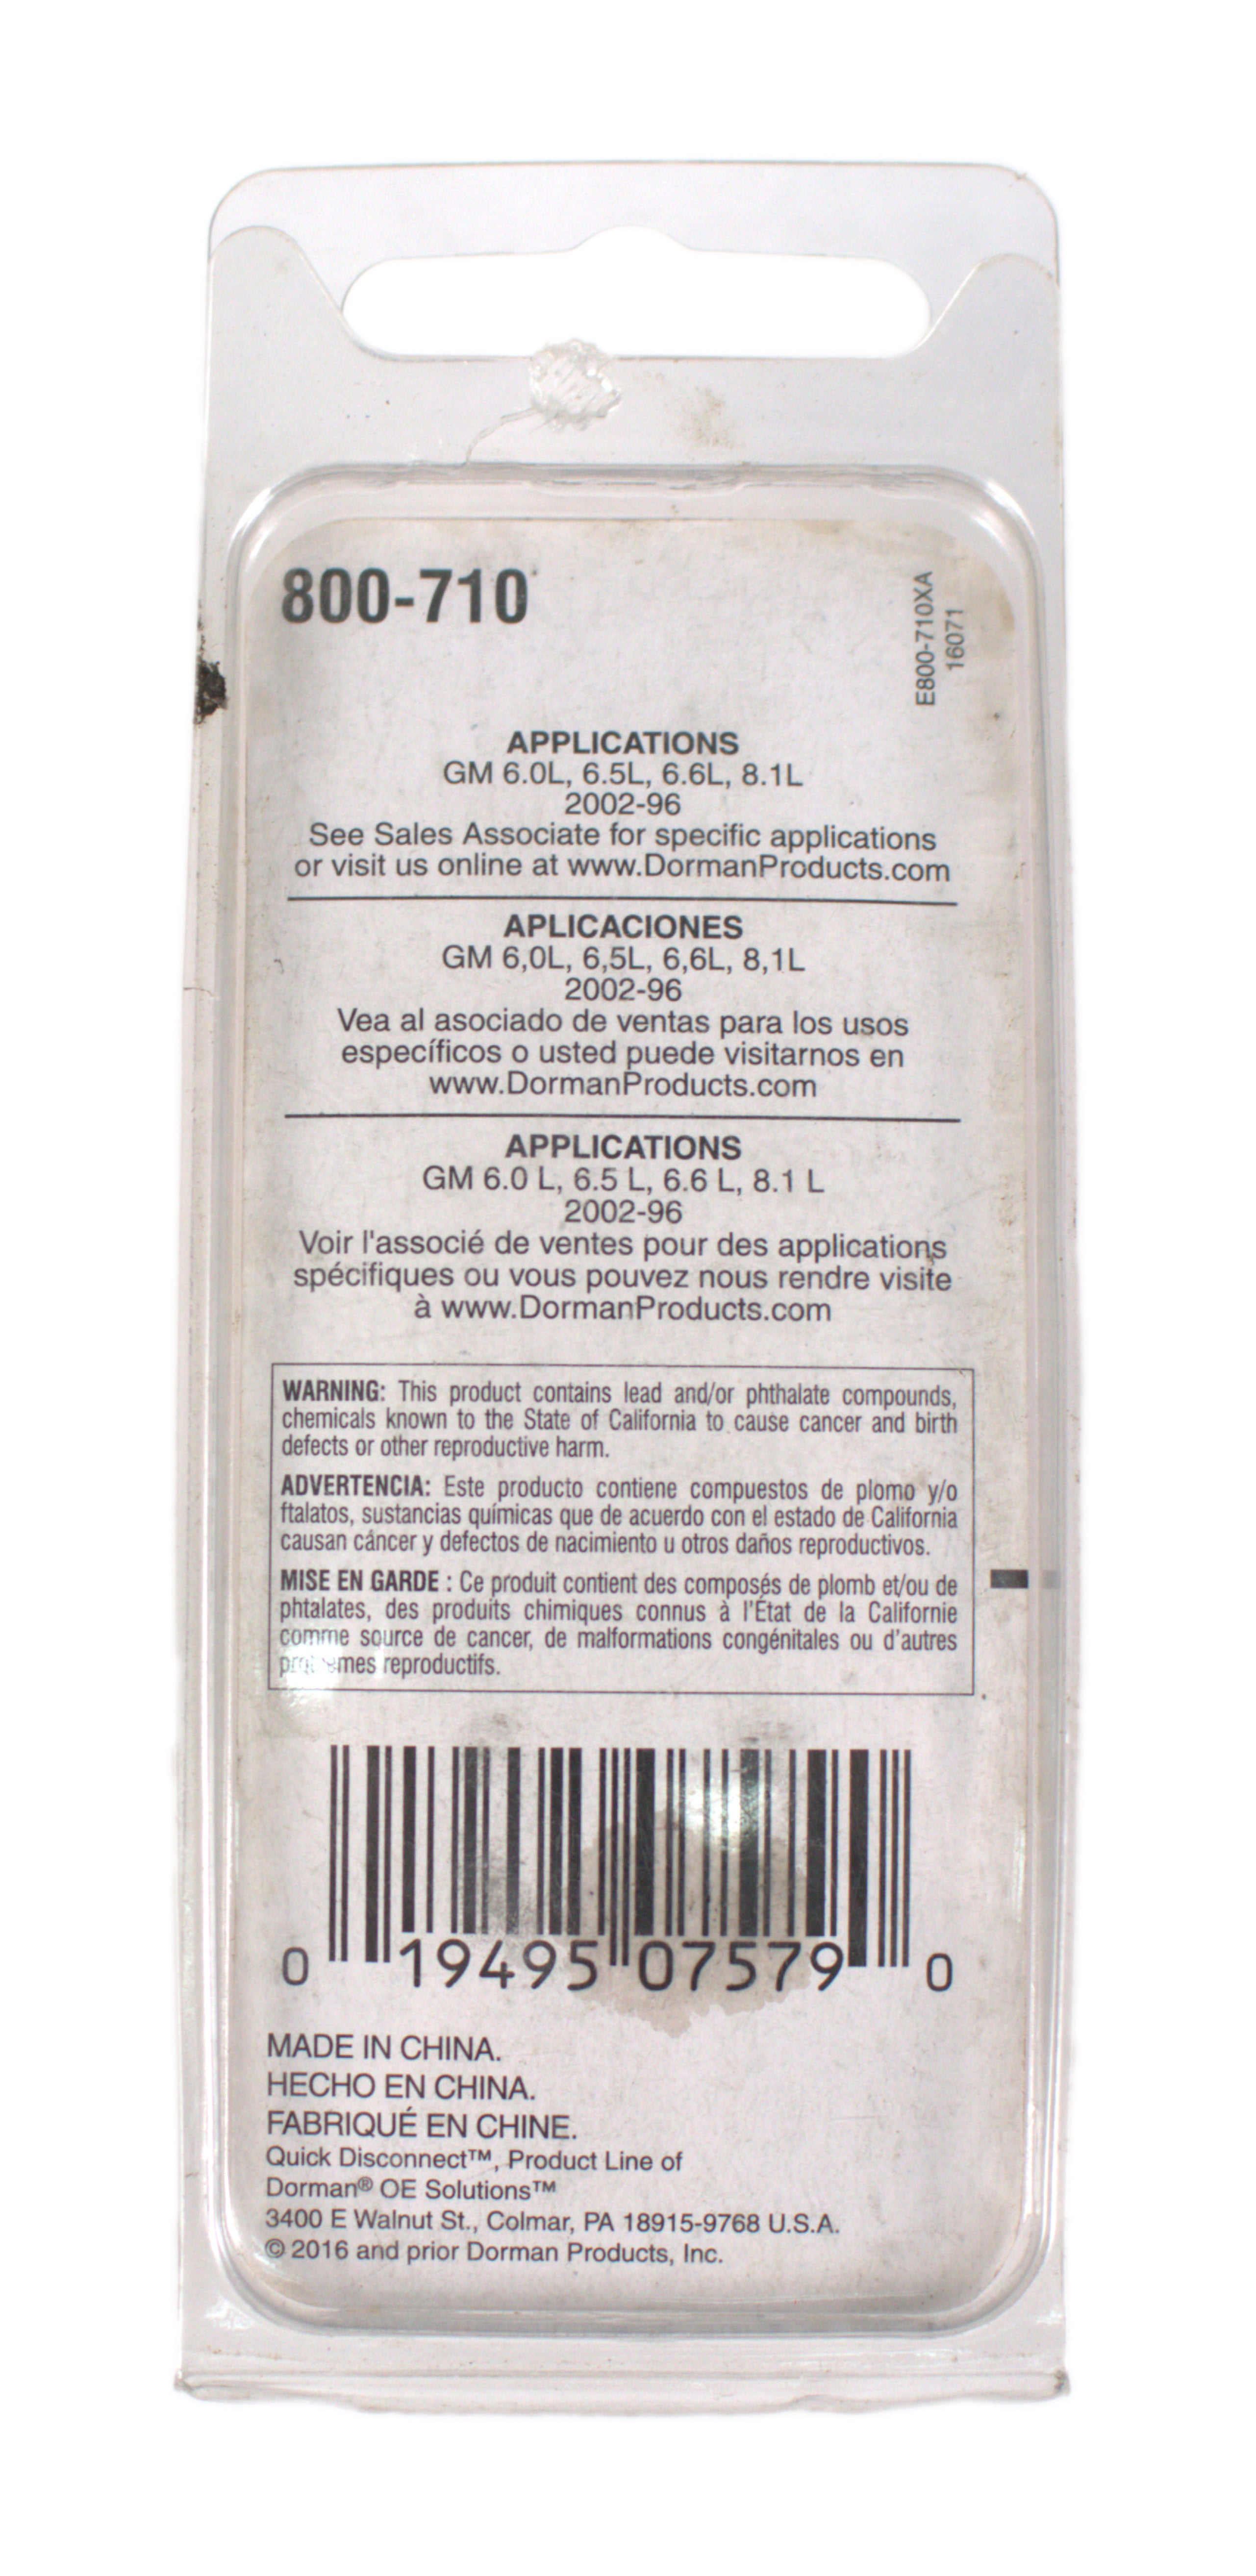 800-710
E800-710XA
16071
APPLICATIONS
GM 6.0L, 6.5L, 6.6L, 8.1L
2002-96
See Sales Associate for specific applications
or visit us online at www.DormanProducts.com
APLICACIONES
GM 6,0L, 6,5L, 6,6L, 8,1L
2002-96
Vea al asociado de ventas para los usos
específicos o usted puede visitarnos en
www.DormanProducts.com
APPLICATIONS
GM 6.0 L, 6.5 L, 6.6 L, 8.1 L
2002-96
Voir l'associé de ventes pour des applications
spécifiques ou vous pouvez nous rendre visite
à www.DormanProducts.com
WARNING: This product contains lead and/or phthalate compounds,
chemicals known to the State of California to cause cancer and birth
defects or other reproductive harm.
ADVERTENCIA: Este producto contiene compuestos de plomo y/o
ftalatos, sustancias químicas que de acuerdo con el estado de California
causan cáncer y defectos de nacimiento u otros daños reproductivos.
MISE EN GARDE : Ce produit contient des composés de plomb et/ou de
phtalates, des produits chimiques connus à l'État de la Californie
comme source de cancer, de malformations congénitales ou d'autres
reproductifs.
0 19495 07579 0
MADE IN CHINA.
HECHO EN CHINA.
FABRIQUÉ EN CHINE.
Quick Disconnect™, Product Line of
Dorman® OE Solutions™
3400 E Walnut St., Colmar, PA 18915-9768 U.S.A.
© 2016 and prior Dorman Products, Inc.